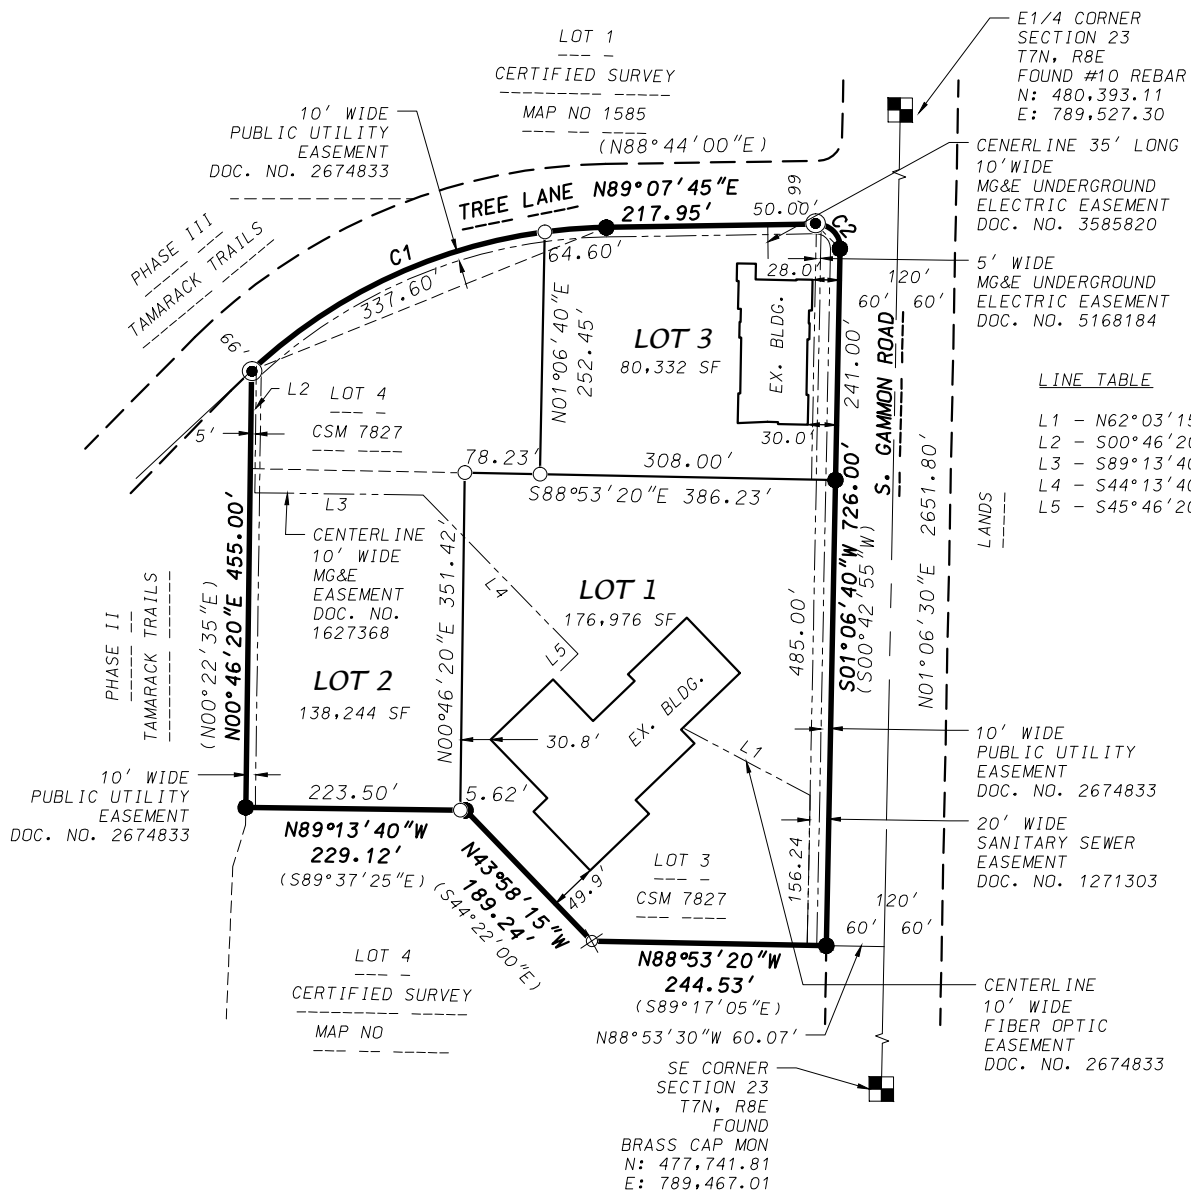 E1/4 CORNER
SECTION 23
T7N, R8E
FOUND #10 REBAR
N: 480,393.11
E: 789,527.30
LOT 1
CERTIFIED SURVEY
MAP NO 1585
(N88°44'00"E)
10' WIDE
PUBLIC UTILITY
EASEMENT
DOC. NO. 2674833
CENERLINE 35' LONG
10'WIDE
MG&E UNDERGROUND
ELECTRIC EASEMENT
DOC. NO. 3585820
TREE LANE
N89°07'45"E
217.95'
50.00'
66'
C2
PHASE III
TAMARACK TRAILS
C1
337.60'
64.60'
28.0'
120'
60' 60'
5' WIDE
MG&E UNDERGROUND
ELECTRIC EASEMENT
DOC. NO. 5168184
66'
L2
LOT 4
CSM 7827
5'
N01°06'40"E
252.45'
LOT 3
80,332 SF
EX. BLDG.
241.00'
S. GAMMON ROAD
30.0'
LINE TABLE
L1 - N62°03'15
L2 - S00°46'20
L3 - S89°13'40
L4 - S44°13'40
L5 - S45°46'20
78.23'
308.00'
S88°53'20"E 386.23'
L3
CENTERLINE
10' WIDE
MG&E
EASEMENT
DOC. NO.
1627368
L4
L5
LOT 1
176,976 SF
EX. BLDG.
485.00'
S01°06'40"W 726.00'
(S00°42'55"W)
N01°06'30"E 2651.80'
LANDS
PHASE II
TAMARACK TRAILS
(N00°22'35"E)
N00°46'20"E 455.00'
LOT 2
138,244 SF
N00°46'20"E 351.42'
30.8'
L1
10' WIDE
PUBLIC UTILITY
EASEMENT
DOC. NO. 2674833
10' WIDE
PUBLIC UTILITY
EASEMENT
DOC. NO. 2674833
223.50'
5.62'
N89°13'40"W
229.12'
(S89°37'25"E)
N43°58'15"W
189.24'
(S44°22'00"E)
49.9'
LOT 3
CSM 7827
156.24
20' WIDE
SANITARY SEWER
EASEMENT
DOC. NO. 1271303
120'
60' 60'
LOT 4
CERTIFIED SURVEY
MAP NO
N88°53'20"W
244.53'
(S89°17'05"E)
N88°53'30"W 60.07'
CENTERLINE
10' WIDE
FIBER OPTIC
EASEMENT
DOC. NO. 2674833
SE CORNER
SECTION 23
T7N, R8E
FOUND
BRASS CAP MON
N: 477,741.81
E: 789,467.01